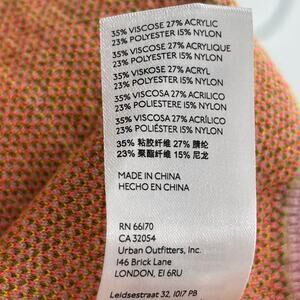 35% VISCOSE 27% ACRYLIC
23% POLYESTER 15% NYLON
35% VISCOSE 27% ACRYLIQUE
23% POLYESTER 15% NYLON
35% VISKOSE 27% ACRYL
23% POLYESTER 15% NYLON
35% VISCOSA 27% ACRILICO
23% POLIESTERE 15% NYLON
35% VISCOSA 27% ACRÍLICO
23% POLIÉSTER 15% NYLON
35% 粘胶纤维 27% 腈纶
23% 聚酯纤维 15% 尼龙
MADE IN CHINA
HECHO EN CHINA
RN 66170
CA 32054
Urban Outfitters, Inc.
146 Brick Lane
LONDON, E1 6RU
Leidsestraat 32, 1017 PB